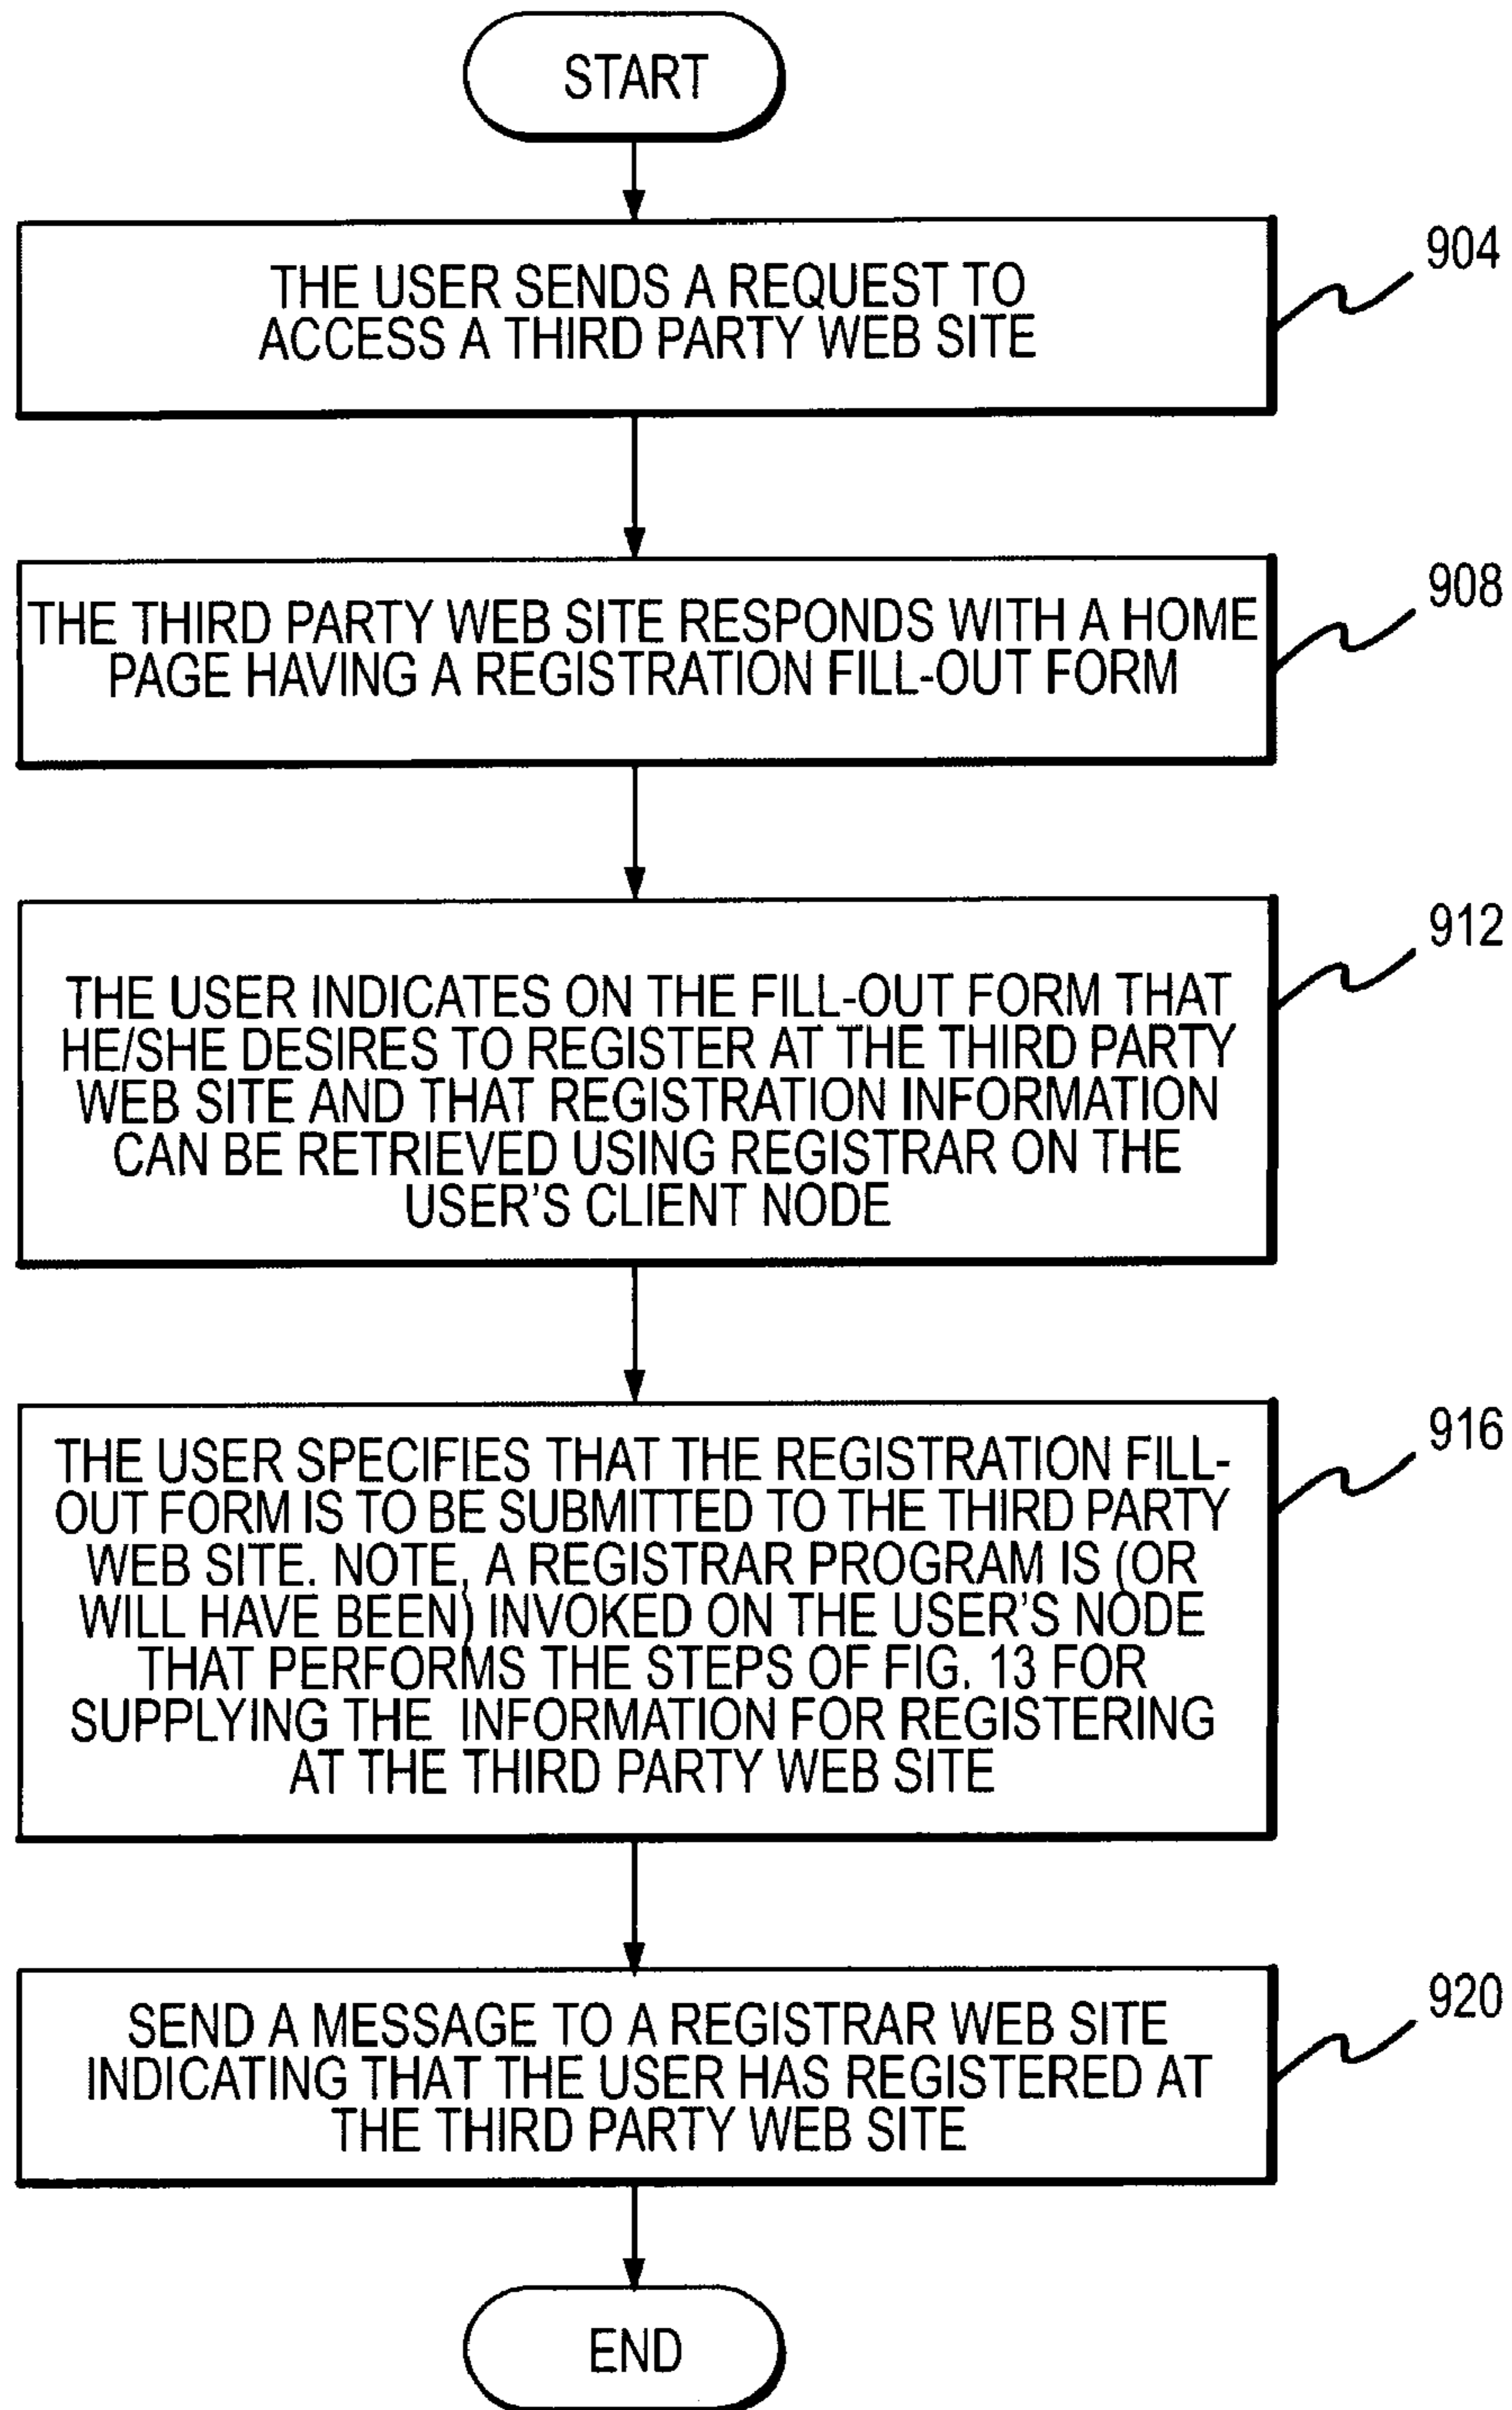 START
904
THE USER SENDS A REQUEST TO
ACCESS A THIRD PARTY WEB SITE
908
THE THIRD PARTY WEB SITE RESPONDS WITH A HOME
PAGE HAVING A REGISTRATION FILL-OUT FORM
912
THE USER INDICATES ON THE FILL-OUT FORM THAT
HE/SHE DESIRES TO REGISTER AT THE THIRD PARTY
WEB SITE AND THAT REGISTRATION INFORMATION
CAN BE RETRIEVED USING REGISTRAR ON THE
USER'S CLIENT NODE
916
THE USER SPECIFIES THAT THE REGISTRATION FILL-
OUT FORM IS TO BE SUBMITTED TO THE THIRD PARTY
WEB SITE. NOTE, A REGISTRAR PROGRAM IS (OR
WILL HAVE BEEN) INVOKED ON THE USER'S NODE
THAT PERFORMS THE STEPS OF FIG. 13 FOR
SUPPLYING THE INFORMATION FOR REGISTERING
AT THE THIRD PARTY WEB SITE
920
SEND A MESSAGE TO A REGISTRAR WEB SITE
INDICATING THAT THE USER HAS REGISTERED AT
THE THIRD PARTY WEB SITE
END